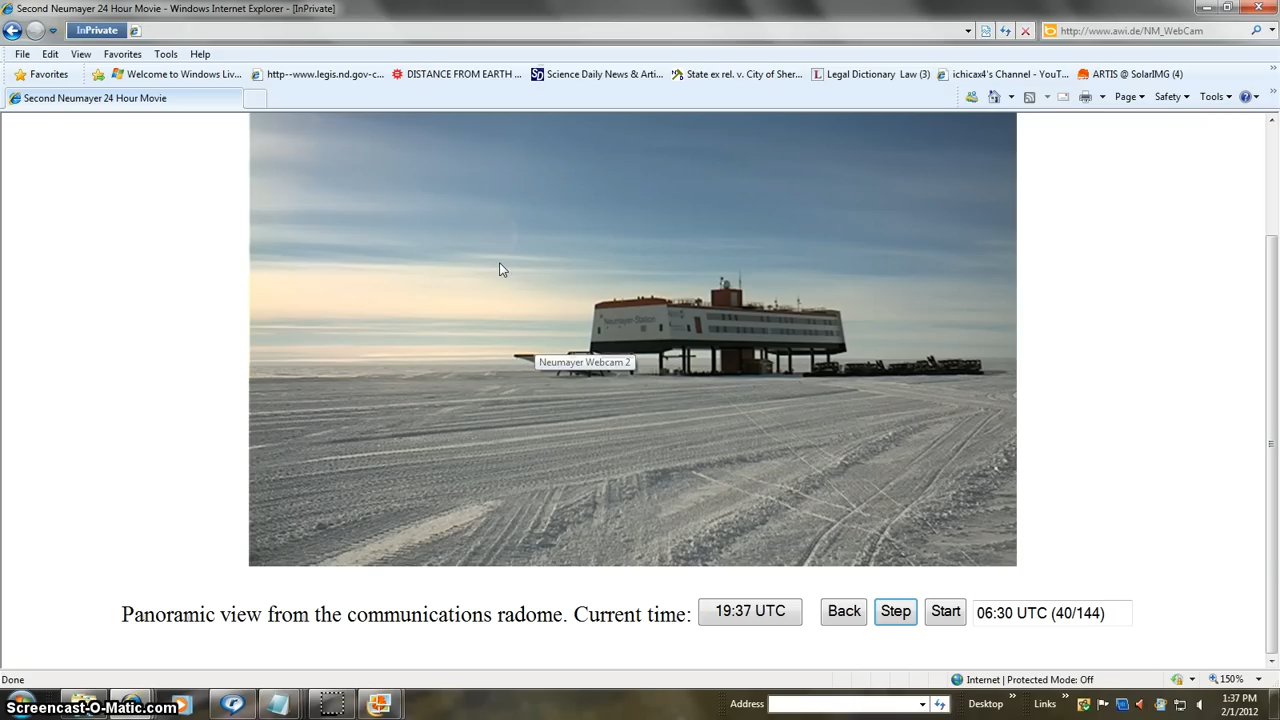 Second Neumayer 24 Hour Movie - Windows Internet Explorer - [InPrivate]
InPrivate
http://www.awi.de/NM_WebCam
File Edit View Favorites Tools Help
Favorites Welcome to Windows Liv... http--www.legis.nd.gov-c... DISTANCE FROM EARTH ... Science Daily News & Arti... State ex rel. v. City of Sher... Legal Dictionary Law (3) ichicax4's Channel - YouT... ARTIS @ SolarIMG (4)
Second Neumayer 24 Hour Movie
Page Safety Tools
Neumayer Station
Neumayer Webcam 2
Panoramic view from the communications radome. Current time: 19:37 UTC Back Step Start 06:30 UTC (40/144)
Done Internet | Protected Mode: Off 150%
Screencast-O-Matic.com Address Desktop Links 1:37 PM
2/1/2012